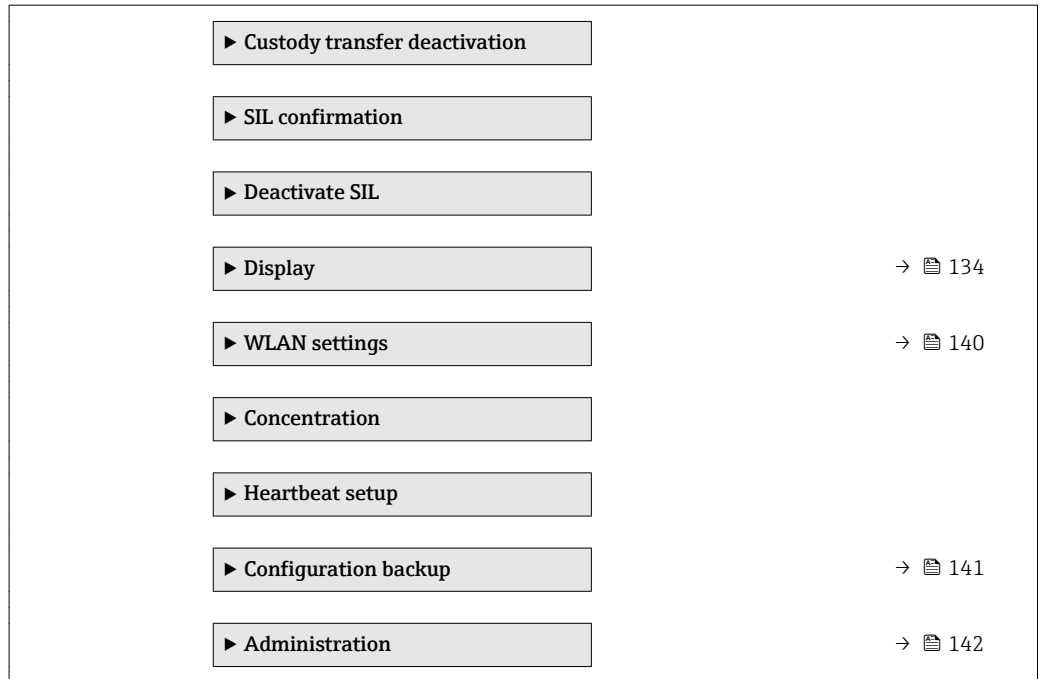 ▶ Custody transfer deactivation
▶ SIL confirmation
▶ Deactivate SIL
▶ Display → 134
▶ WLAN settings → 140
▶ Concentration
▶ Heartbeat setup
▶ Configuration backup → 141
▶ Administration → 142